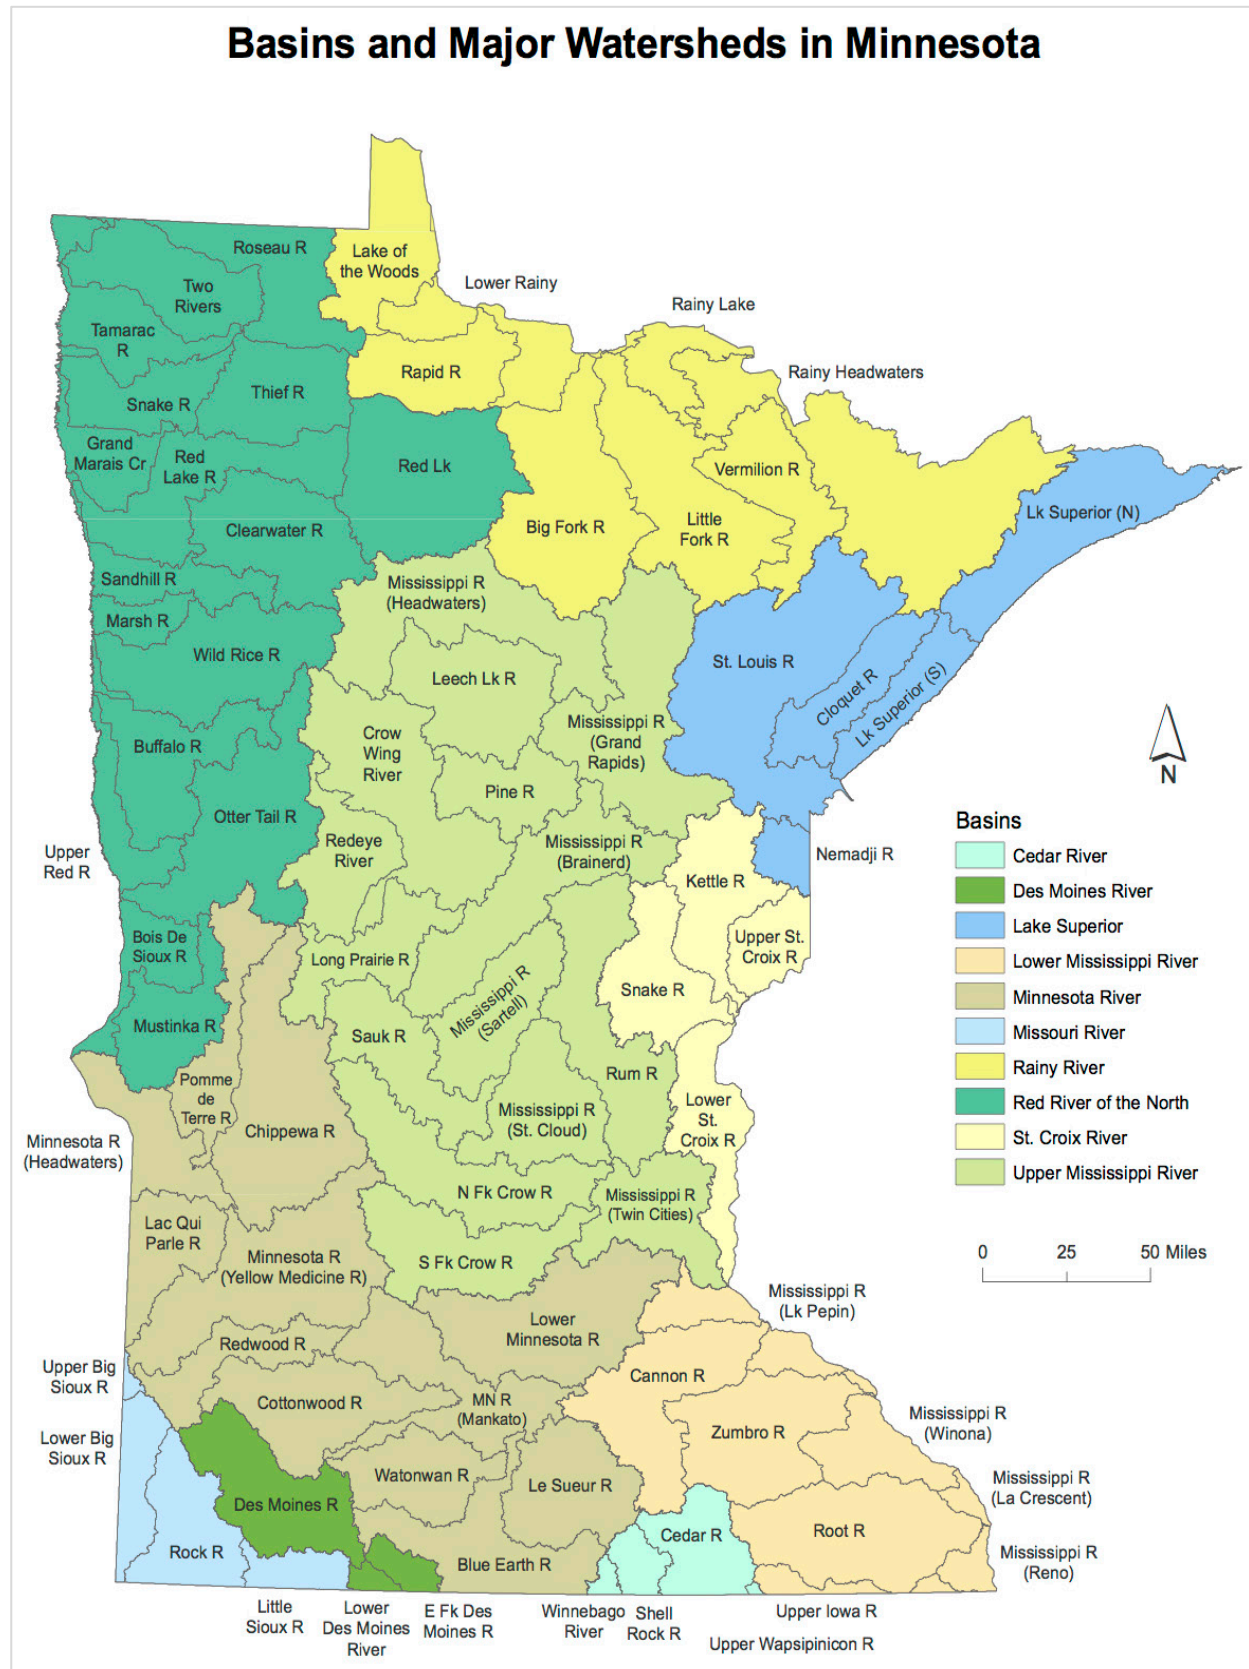 Basins and Major Watersheds in Minnesota
Roseau R
Lake of
the Woods
Lower Rainy
Two
Rivers
Rainy Lake
Tamarac
R
Rapid R
Rainy Headwaters
Thief R
Snake R
Grand
Marais Cr
Red
Lake R
Red Lk
Vermilion R
Big Fork R
Little
Fork R
Lk Superior (N)
Clearwater R
Sandhill R
Mississippi R
(Headwaters)
Marsh R
Wild Rice R
Leech Lk R
St. Louis R
Cloquet R
Lk Superior (S)
Buffalo R
Crow
Wing
River
Mississippi R
(Grand
Rapids)
N
Otter Tail R
Pine R
Redeye
River
Mississippi R
(Brainerd)
Upper
Red R
Nemadji R
Kettle R
Bois De
Sioux R
Long Prairie R
Upper St.
Croix R
Snake R
Mississippi R
(Sartell)
Mustinka R
Sauk R
Rum R
Pomme
de
Terre R
Chippewa R
Mississippi R
(St. Cloud)
Lower
St.
Croix R
Minnesota R
(Headwaters)
N Fk Crow R
Mississippi R
(Twin Cities)
Lac Qui
Parle R
Minnesota R
(Yellow Medicine R)
S Fk Crow R
Mississippi R
(Lk Pepin)
Lower
Minnesota R
Redwood R
Upper Big
Sioux R
Cannon R
Cottonwood R
MN R
(Mankato)
Mississippi R
(Winona)
Lower Big
Sioux R
Zumbro R
Watonwan R
Le Sueur R
Mississippi R
(La Crescent)
Des Moines R
Cedar R
Root R
Rock R
Blue Earth R
Mississippi R
(Reno)
Little
Sioux R
Lower
Des Moines
River
E Fk Des
Moines R
Winnebago
River
Shell
Rock R
Upper Iowa R
Upper Wapsipinicon R
Basins
Cedar River
Des Moines River
Lake Superior
Lower Mississippi River
Minnesota River
Missouri River
Rainy River
Red River of the North
St. Croix River
Upper Mississippi River
0 25 50 Miles